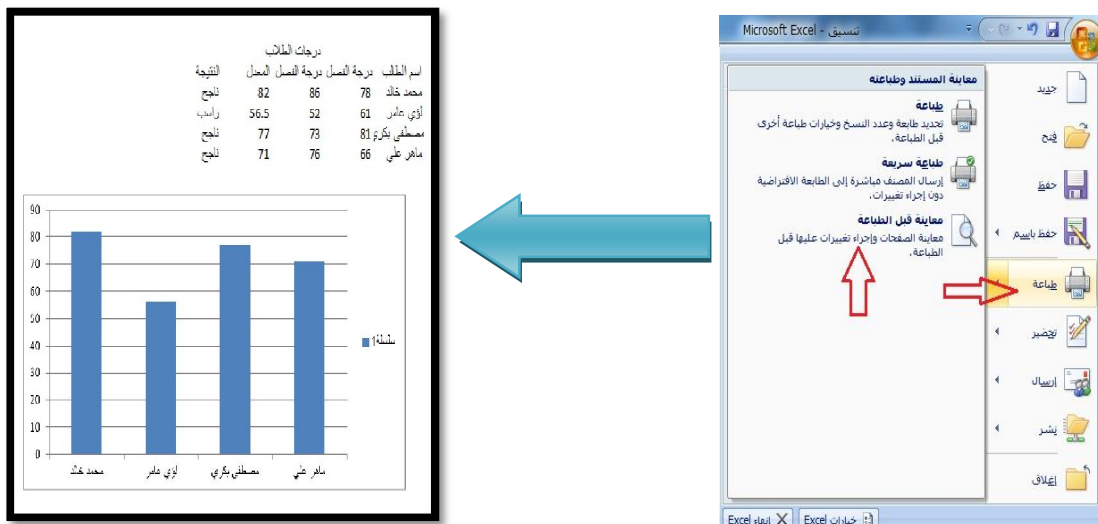 تنسيق - Microsoft Excel
معاينة المستند وطباعته
طباعة
تحديد طابعة وعدد النسخ وخيارات طباعة أخرى
قبل الطباعة.
طباعة سريعة
إرسال المصنف مباشرة إلى الطابعة الافتراضية
دون إجراء تغييرات.
معاينة قبل الطباعة
معاينة الصفحات وإجراء تغييرات عليها قبل
الطباعة.
جديد
فتح
حفظ
حفظ باسم
طباعة
تحضير
إرسال
نشر
إغلاق
خيارات Excel
إنهاء Excel
درجات الطلاب
اسم الطالب درجة الفصل درجة الفصل المعدل النتيجة
محمد خالد 78 86 82 ناجح
لؤي عامر 61 52 56.5 راسب
مصطفى بكري 81 73 77 ناجح
ماهر علي 66 76 71 ناجح
90
80
70
60
50
40
30
20
10
0
سلسلة1
محمد خالد
لؤي عامر
مصطفى بكري
ماهر علي